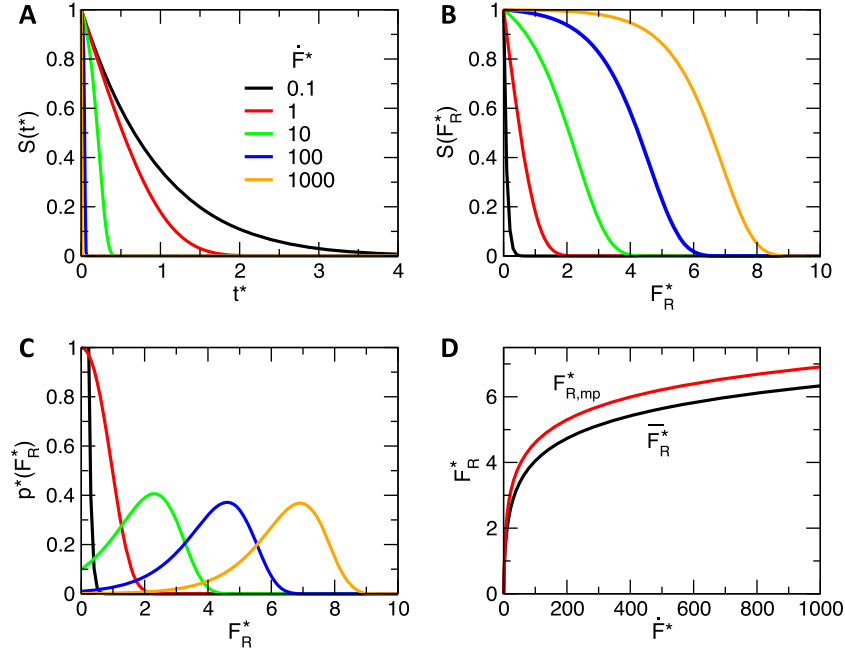 A
S(t*)
1
0.8
0.6
0.4
0.2
0
0 1 2 3 4
t*
Ḟ*
0.1
1
10
100
1000
B
S(F*R)
1
0.8
0.6
0.4
0.2
0
0 2 4 6 8 10
F*R
C
p*(F*R)
1
0.8
0.6
0.4
0.2
0
0 2 4 6 8 10
F*R
D
F*R
6
4
2
0
F*R,mp
F̅*R
0 200 400 600 800 1000
Ḟ*